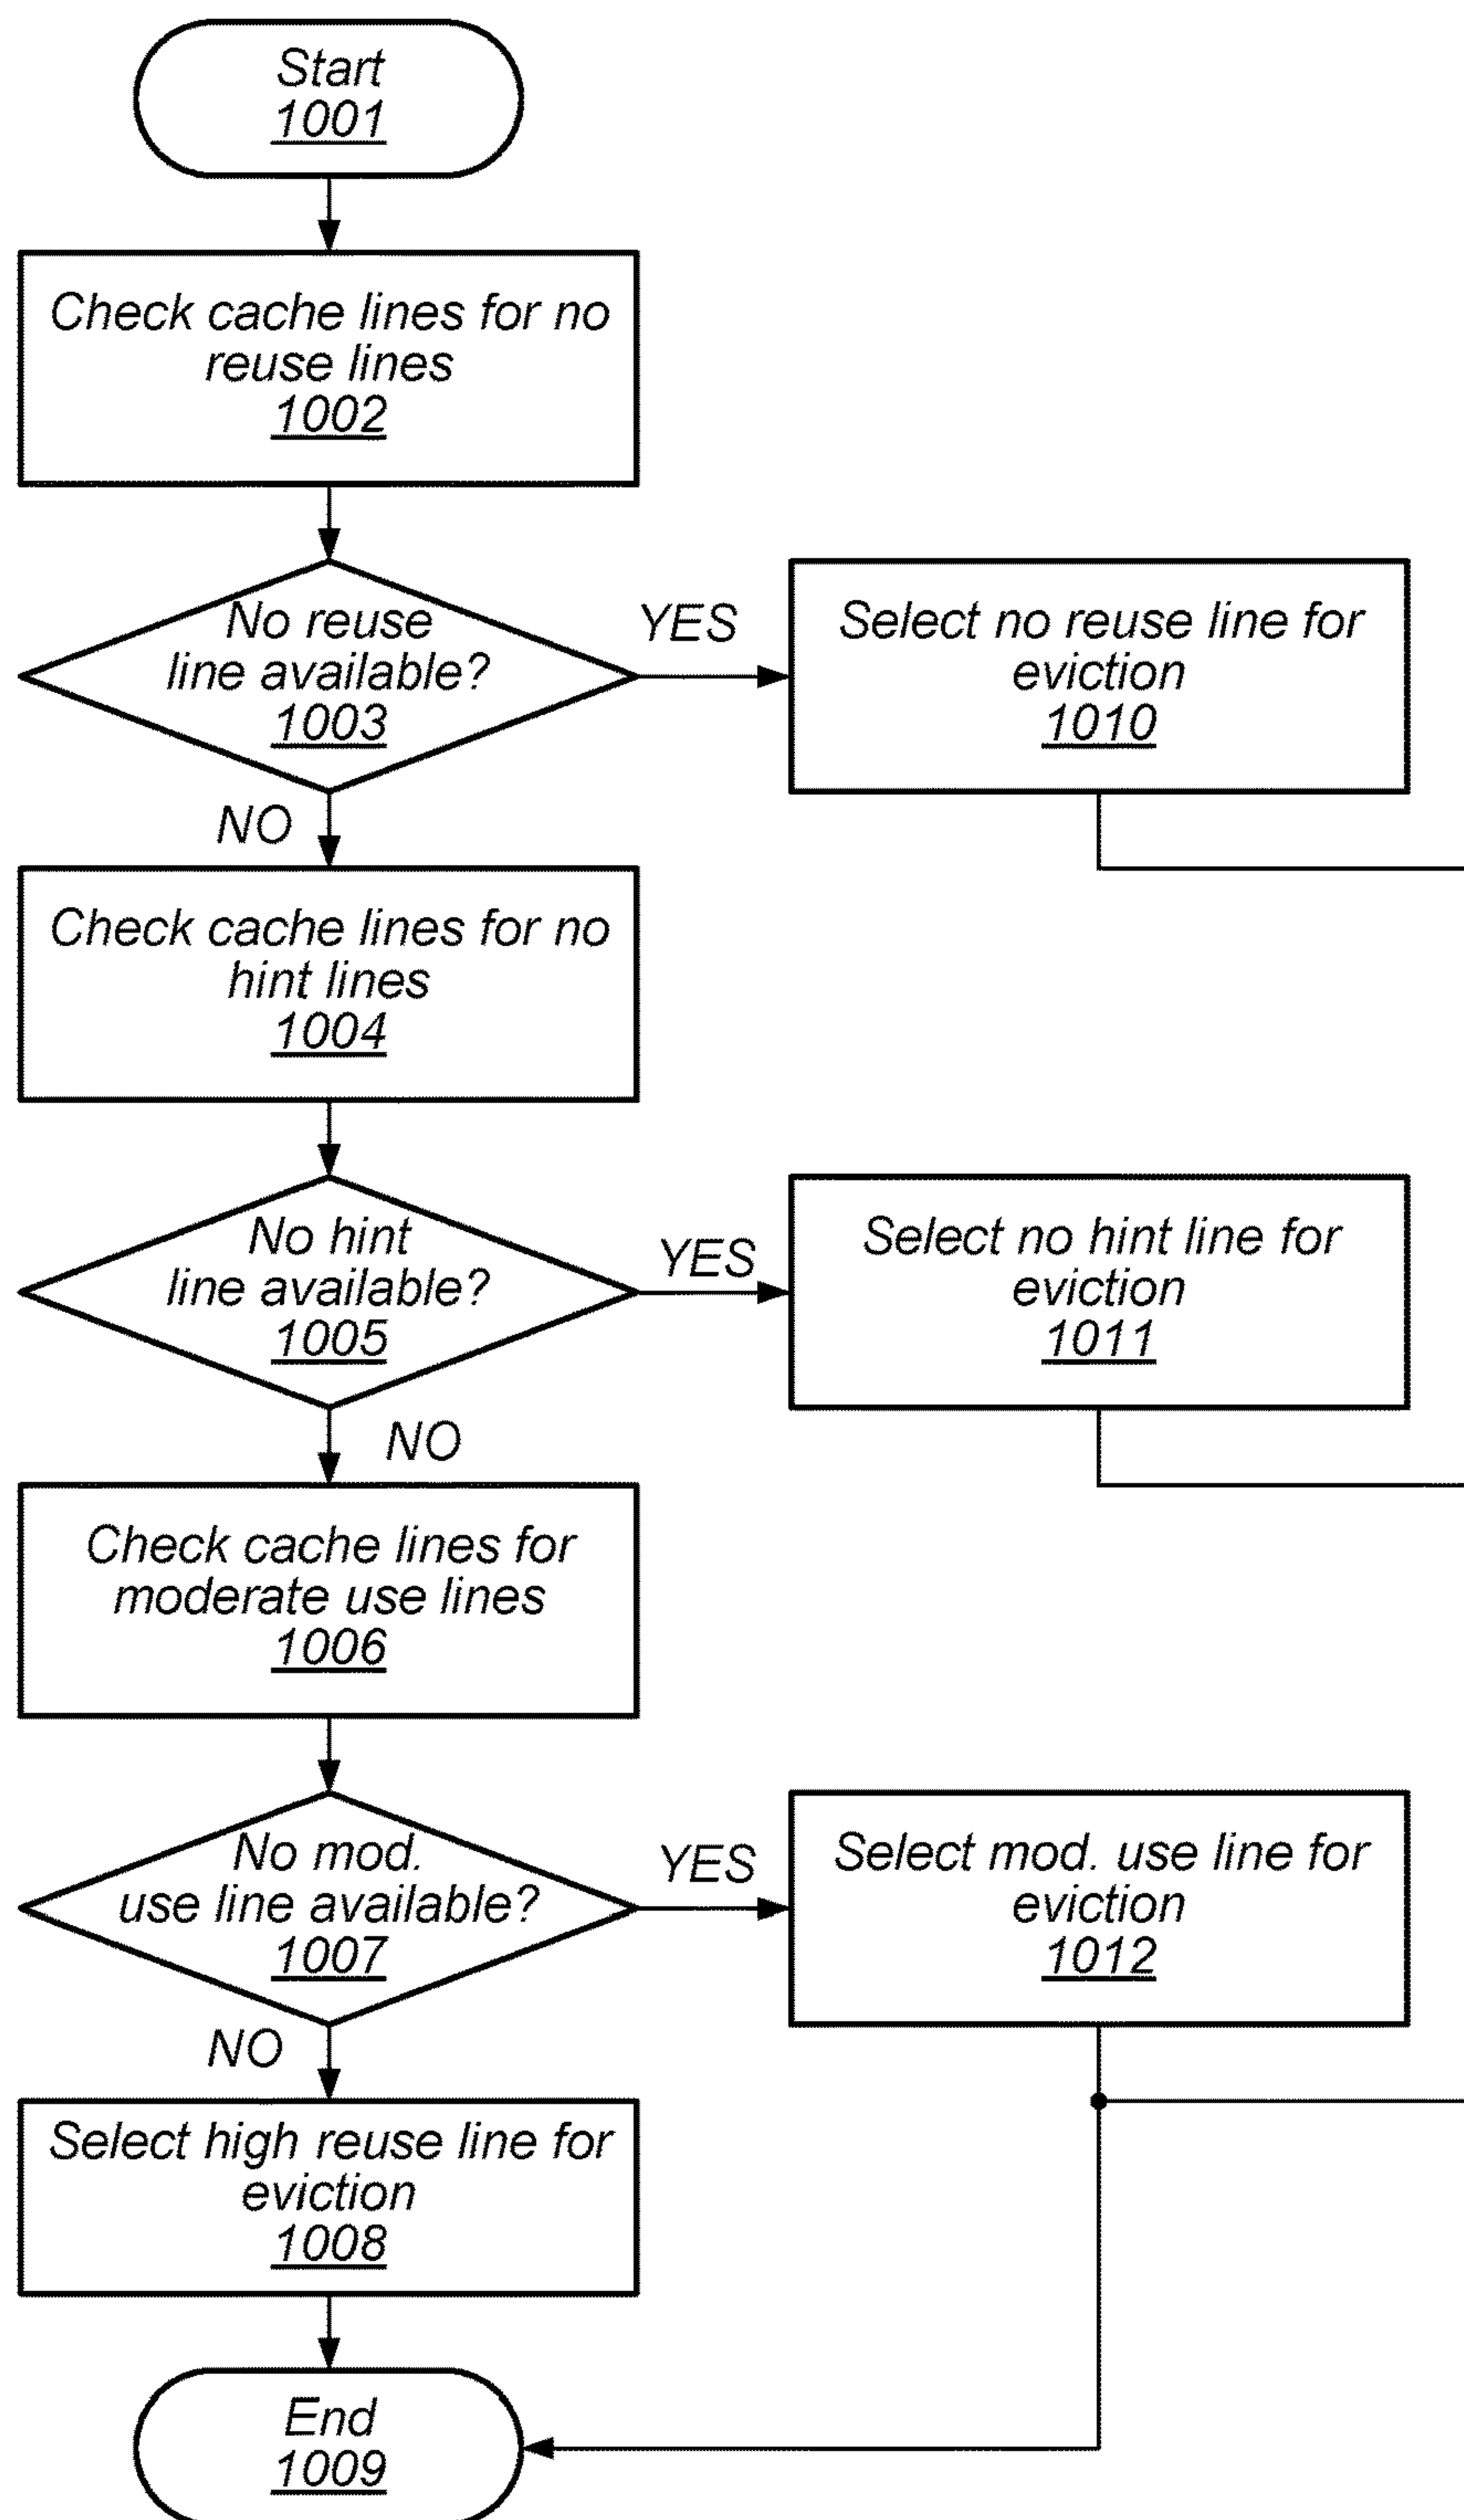 Start
1001
Check cache lines for no
reuse lines
1002
No reuse
line available?
1003
YES
Select no reuse line for
eviction
1010
NO
Check cache lines for no
hint lines
1004
No hint
line available?
1005
YES
Select no hint line for
eviction
1011
NO
Check cache lines for
moderate use lines
1006
No mod.
use line available?
1007
YES
Select mod. use line for
eviction
1012
NO
Select high reuse line for
eviction
1008
End
1009